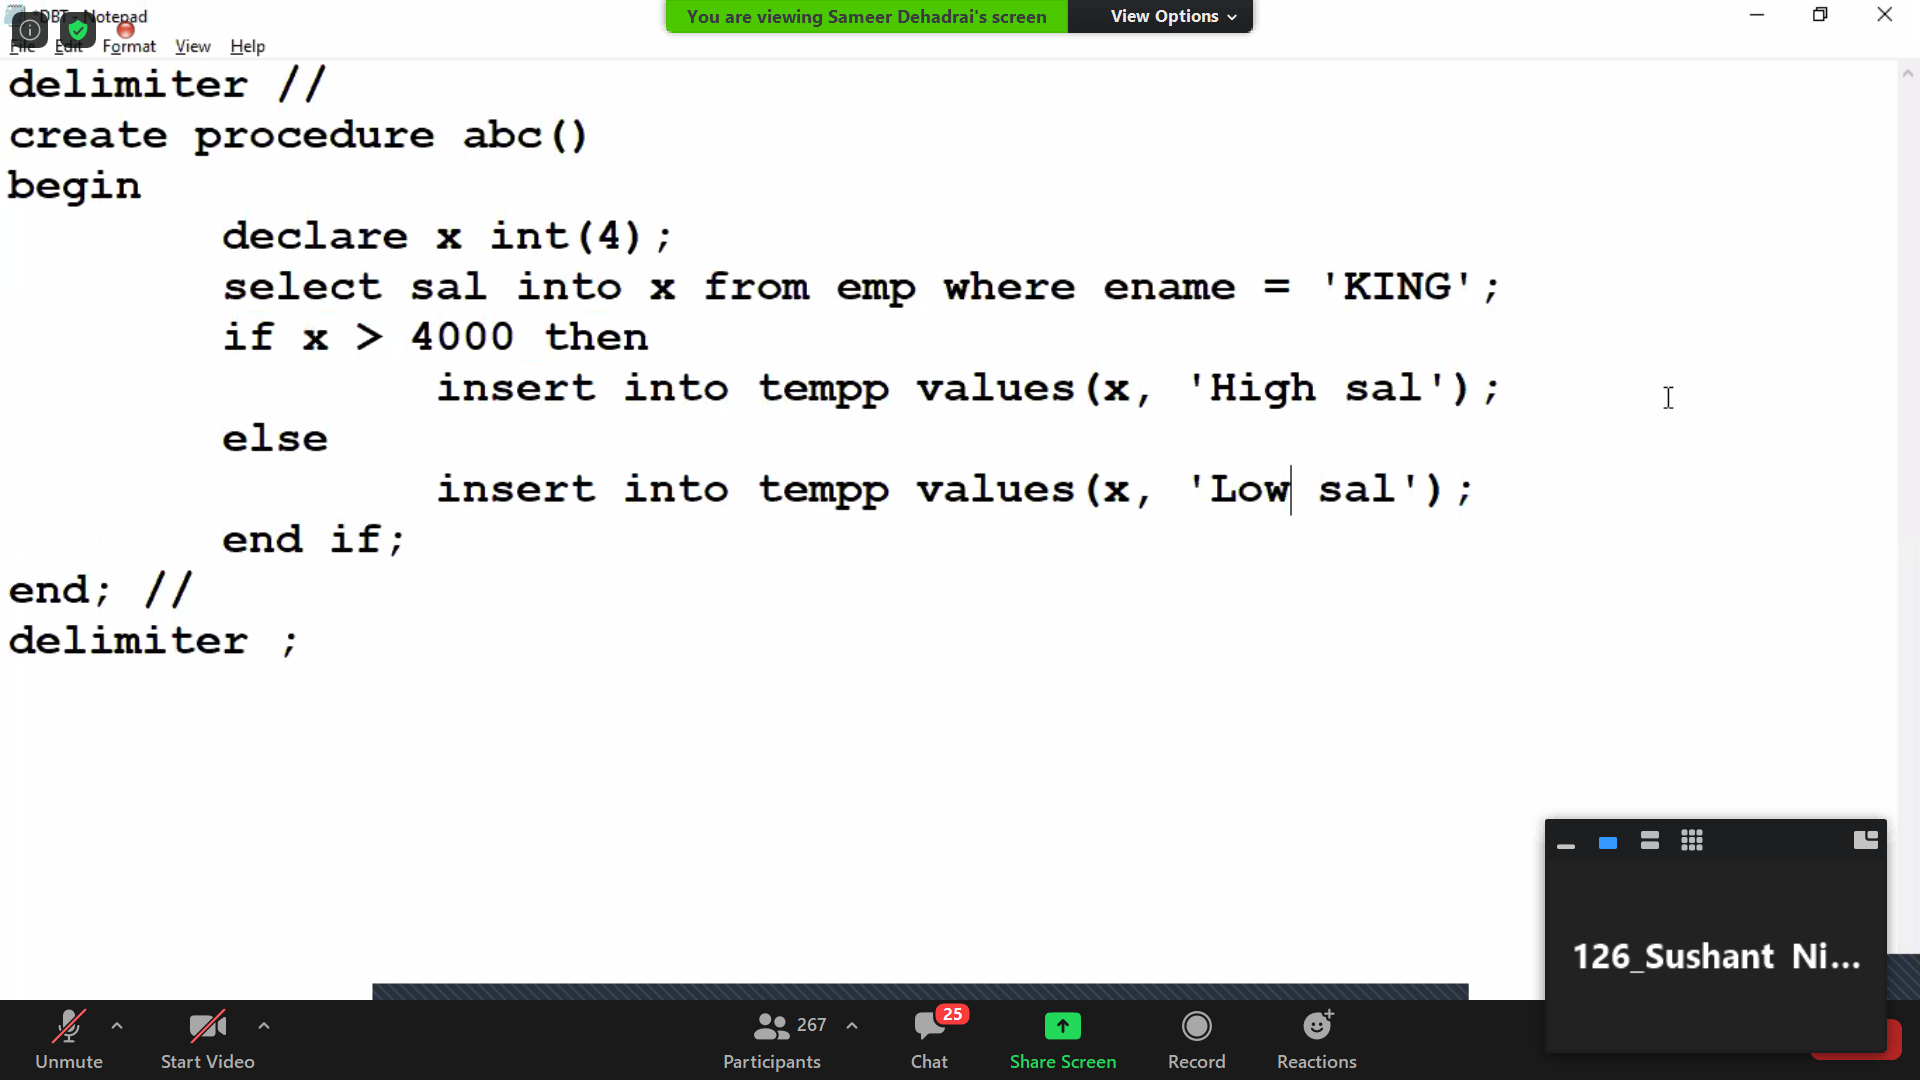 *DBT - Notepad
You are viewing Sameer Dehadrai's screen View Options
File Edit Format View Help
delimiter //
create procedure abc()
begin
declare x int(4);
select sal into x from emp where ename = 'KING';
if x > 4000 then
insert into tempp values(x, 'High sal');
else
insert into tempp values(x, 'Low sal');
end if;
end; //
delimiter ;
126_Sushant Ni...
267
25
Unmute Start Video Participants Chat Share Screen Record Reactions